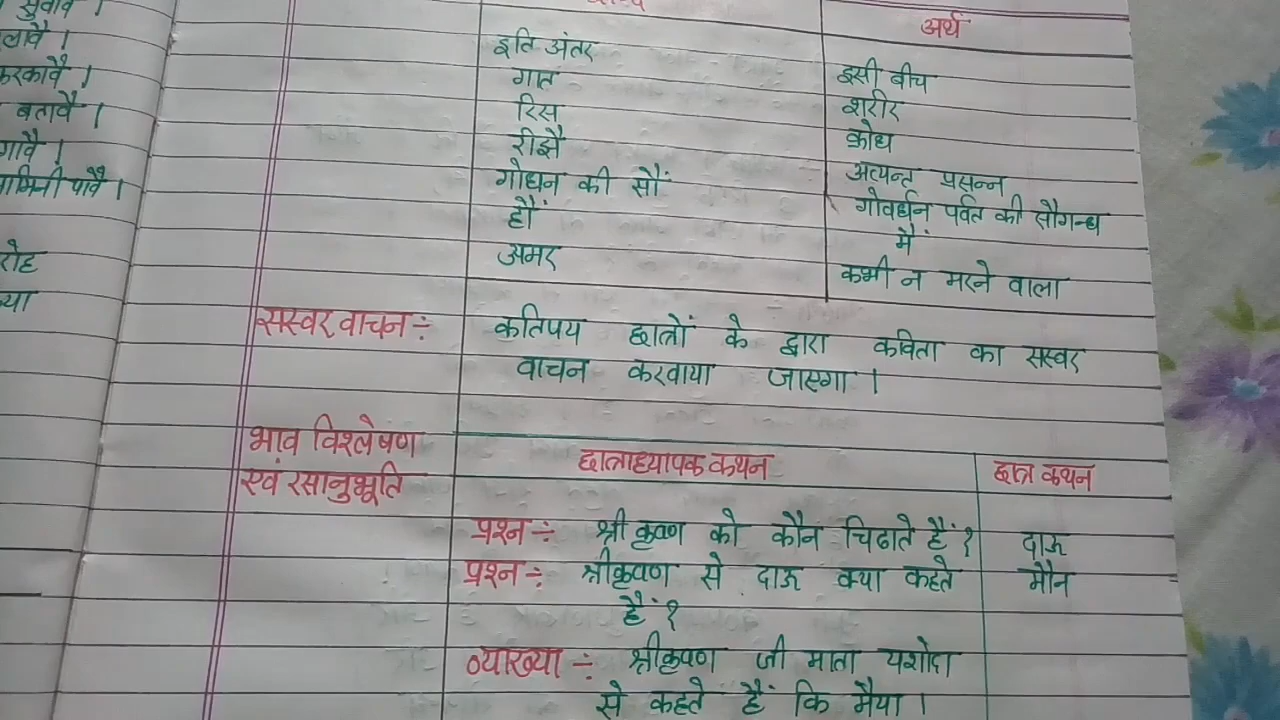 सुवावै ।
अर्थ
इति अंतर
इसी बीच
गात
शरीर
रिस
क्रोध
रीझै
अत्यन्त प्रसन्न
गोधन की सौं
गोवर्धन पर्वत की सौगन्ध
हौं
मैं
अमर
कभी न मरने वाला
बतावै ।
गावै ।
सस्वर वाचन ÷ कतिपय छात्रों के द्वारा कविता का सस्वर
वाचन करवाया जाएगा ।
भाव विश्लेषण
एवं रसानुभूति
छात्राध्यापक कथन
छात्र कथन
प्रश्न ÷ श्री कृष्ण को कौन चिढाते हैं ? दाऊ
प्रश्न ÷ श्रीकृष्ण से दाऊ क्या कहते मौन
हैं ?
व्याख्या ÷ श्रीकृष्ण जी माता यशोदा
से कहते हैं कि मैया ।